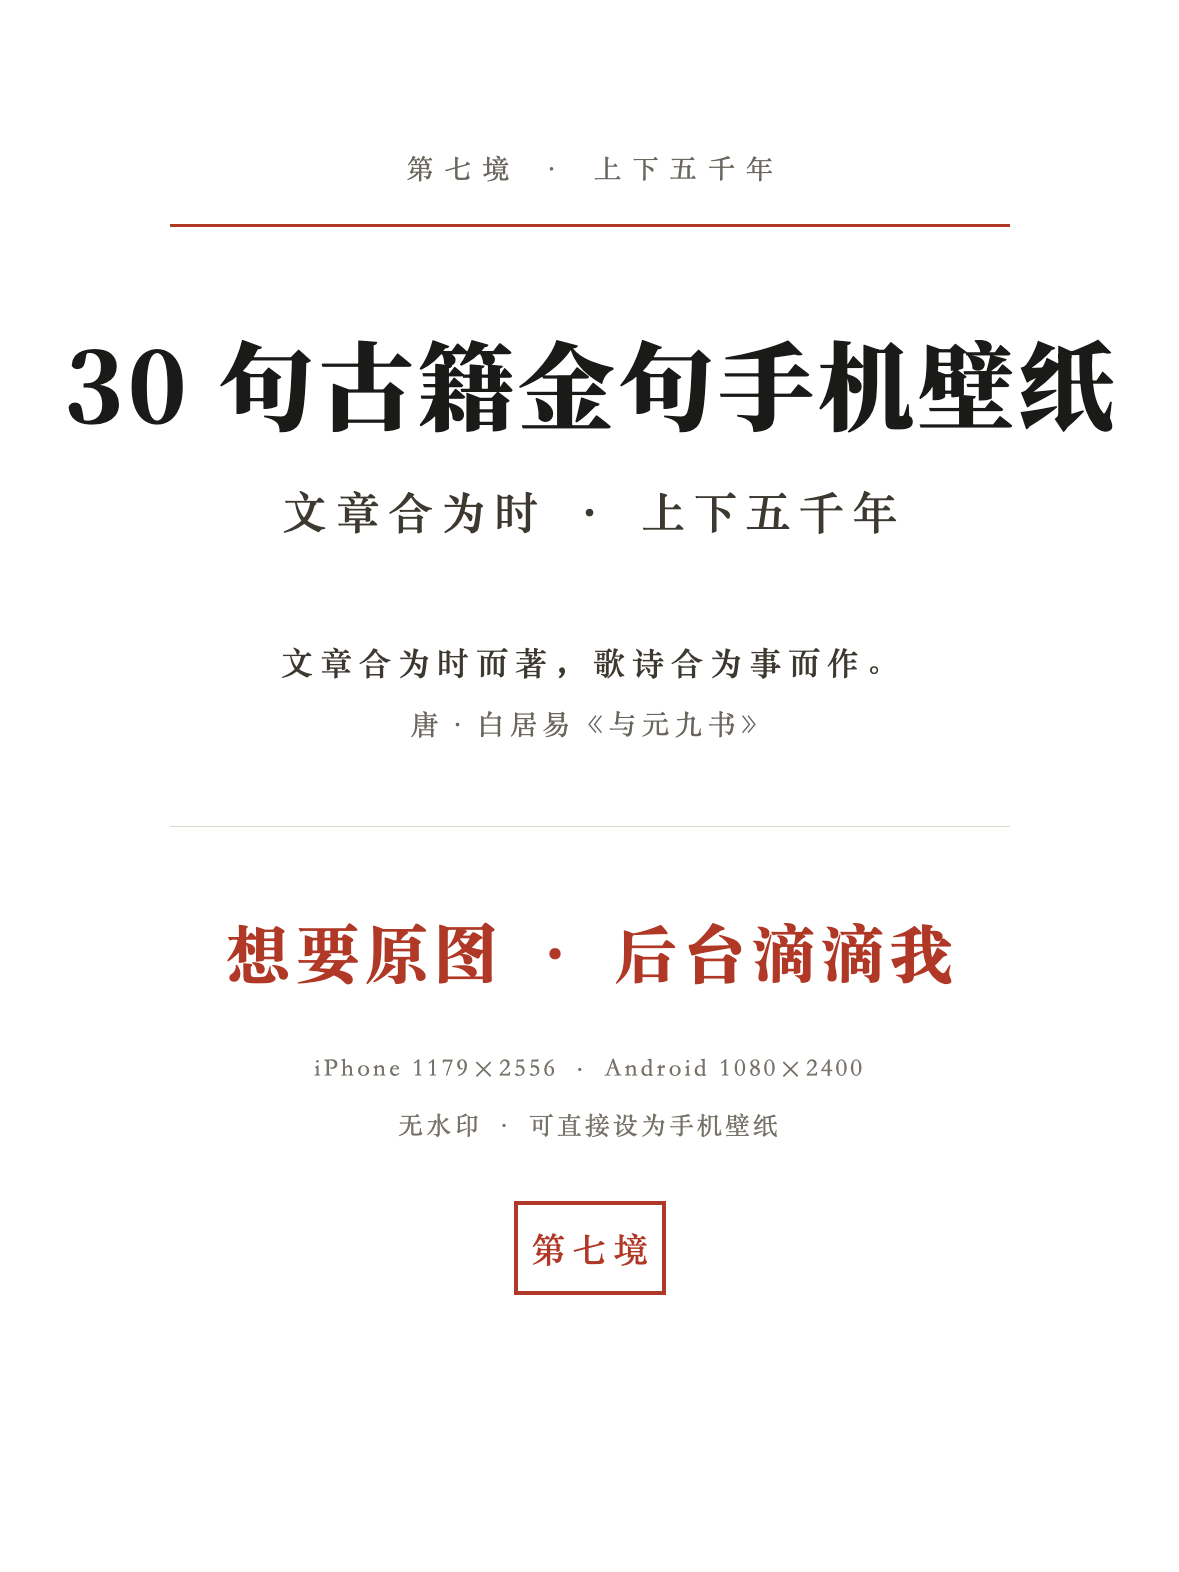 第七境 · 上下五千年
30 句古籍金句手机壁纸
文章合为时 · 上下五千年
文章合为时而著，歌诗合为事而作。
唐 · 白居易《与元九书》
想要原图 · 后台滴滴我
iPhone 1179×2556 · Android 1080×2400
无水印 · 可直接设为手机壁纸
第七境